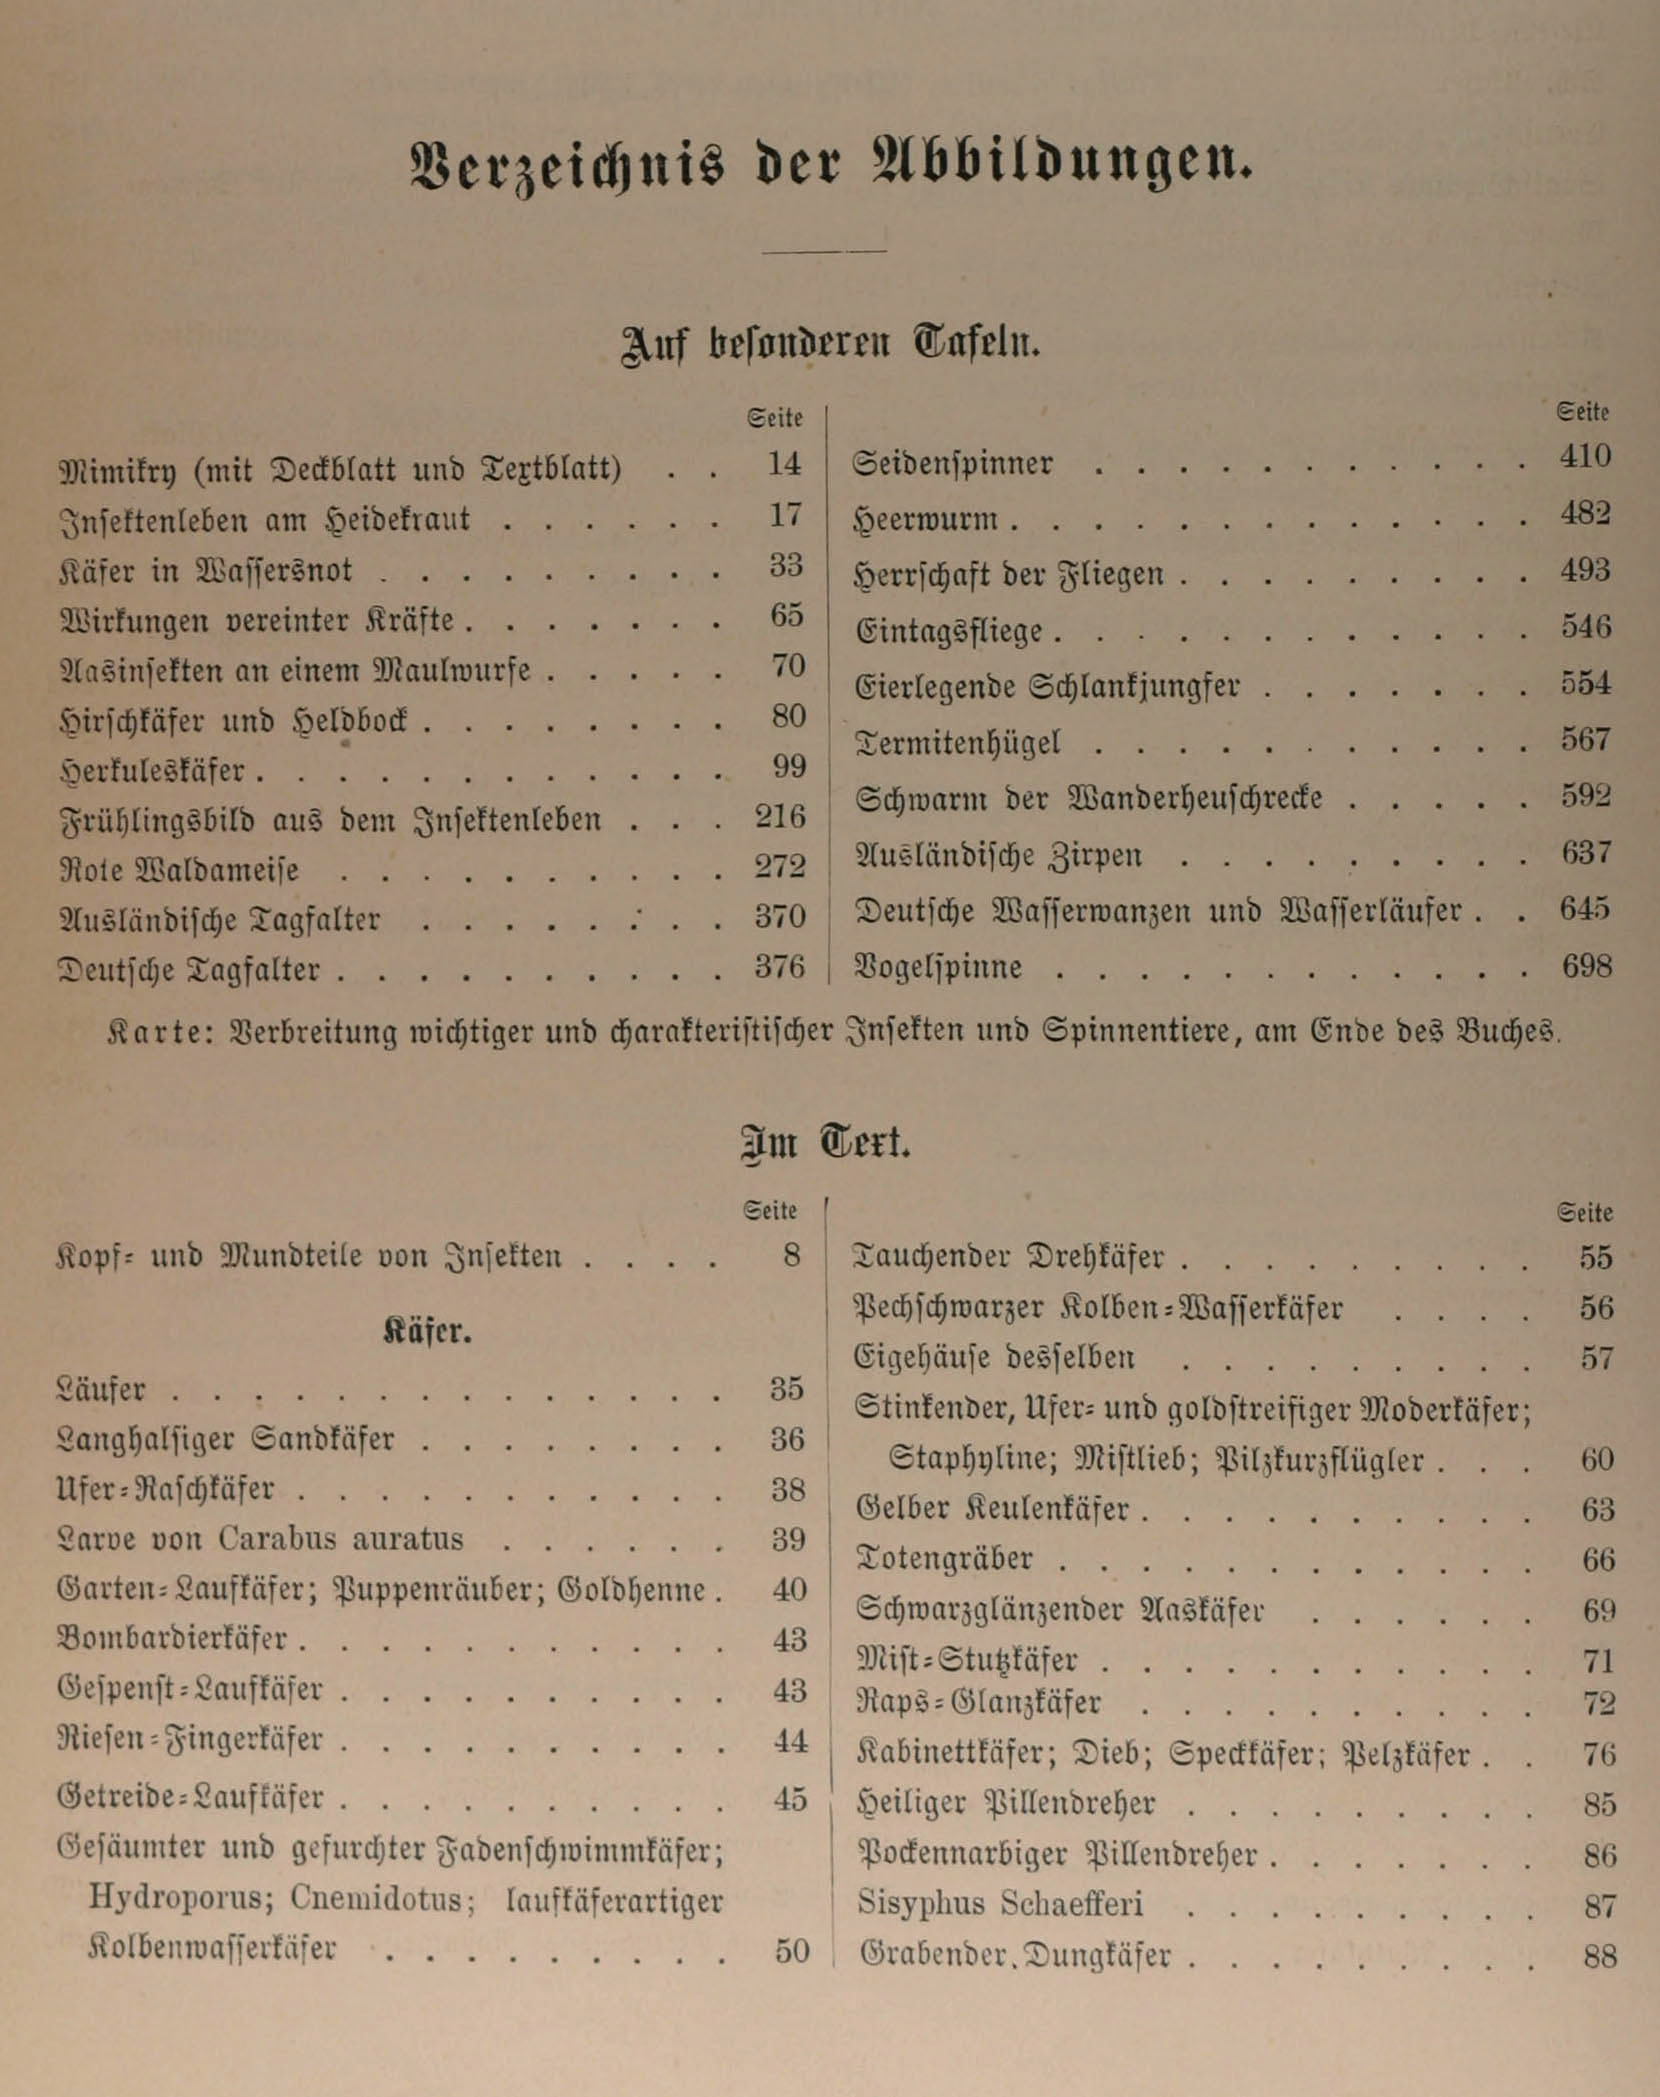 Verzeichnis der Abbildungen.
Auf besonderen Tafeln.
Seite
Mimikry (mit Deckblatt und Textblatt) . . 14
Insektenleben am Heidekraut . . . . . . 17
Käfer in Wassersnot . . . . . . . . . 33
Wirkungen vereinter Kräfte . . . . . . . 65
Aasinsekten an einem Maulwurfe . . . . . 70
Hirschkäfer und Heldbock . . . . . . . . 80
Herkuleskäfer . . . . . . . . . . . . 99
Frühlingsbild aus dem Insektenleben . . . 216
Rote Waldameise . . . . . . . . . . 272
Ausländische Tagfalter . . . . . . . . 370
Deutsche Tagfalter . . . . . . . . . . 376
Seite
Seidenspinner . . . . . . . . . . . 410
Heerwurm . . . . . . . . . . . . . 482
Herrschaft der Fliegen . . . . . . . . . 493
Eintagsfliege . . . . . . . . . . . . 546
Eierlegende Schlankjungfer . . . . . . . 554
Termitenhügel . . . . . . . . . . . 567
Schwarm der Wanderheuschrecke . . . . . 592
Ausländische Zirpen . . . . . . . . . 637
Deutsche Wasserwanzen und Wasserläufer . . 645
Vogelspinne . . . . . . . . . . . . 698
Karte: Verbreitung wichtiger und charakteristischer Insekten und Spinnentiere, am Ende des Buches.
Im Text.
Seite
Kopf- und Mundteile von Insekten . . . . 8
Käfer.
Läufer . . . . . . . . . . . . . . 35
Langhalsiger Sandkäfer . . . . . . . . 36
Ufer-Raschkäfer . . . . . . . . . . . 38
Larve von Carabus auratus . . . . . . 39
Garten-Laufkäfer; Puppenräuber; Goldhenne . 40
Bombardierkäfer . . . . . . . . . . . 43
Gespenst-Laufkäfer . . . . . . . . . . 43
Riesen-Fingerkäfer . . . . . . . . . . 44
Getreide-Laufkäfer . . . . . . . . . . 45
Gesäumter und gefurchter Fadenschwimmkäfer;
Hydroporus; Cnemidotus; laufkäferartiger
Kolbenwasserkäfer . . . . . . . . . 50
Seite
Tauchender Drehkäfer . . . . . . . . . 55
Pechschwarzer Kolben-Wasserkäfer . . . . 56
Eigehäuse desselben . . . . . . . . . 57
Stinkender, Ufer- und goldstreifiger Moderkäfer;
Staphyline; Mistlieb; Pilzkurzflügler . . . 60
Gelber Keulenkäfer . . . . . . . . . . 63
Totengräber . . . . . . . . . . . . 66
Schwarzglänzender Aaskäfer . . . . . . 69
Mist-Stutzkäfer . . . . . . . . . . . 71
Raps-Glanzkäfer . . . . . . . . . . 72
Kabinettkäfer; Dieb; Speckkäfer; Pelzkäfer . . 76
Heiliger Pillendreher . . . . . . . . . 85
Pockennarbiger Pillendreher . . . . . . . 86
Sisyphus Schaefferi . . . . . . . . . 87
Grabender Dungkäfer . . . . . . . . . 88